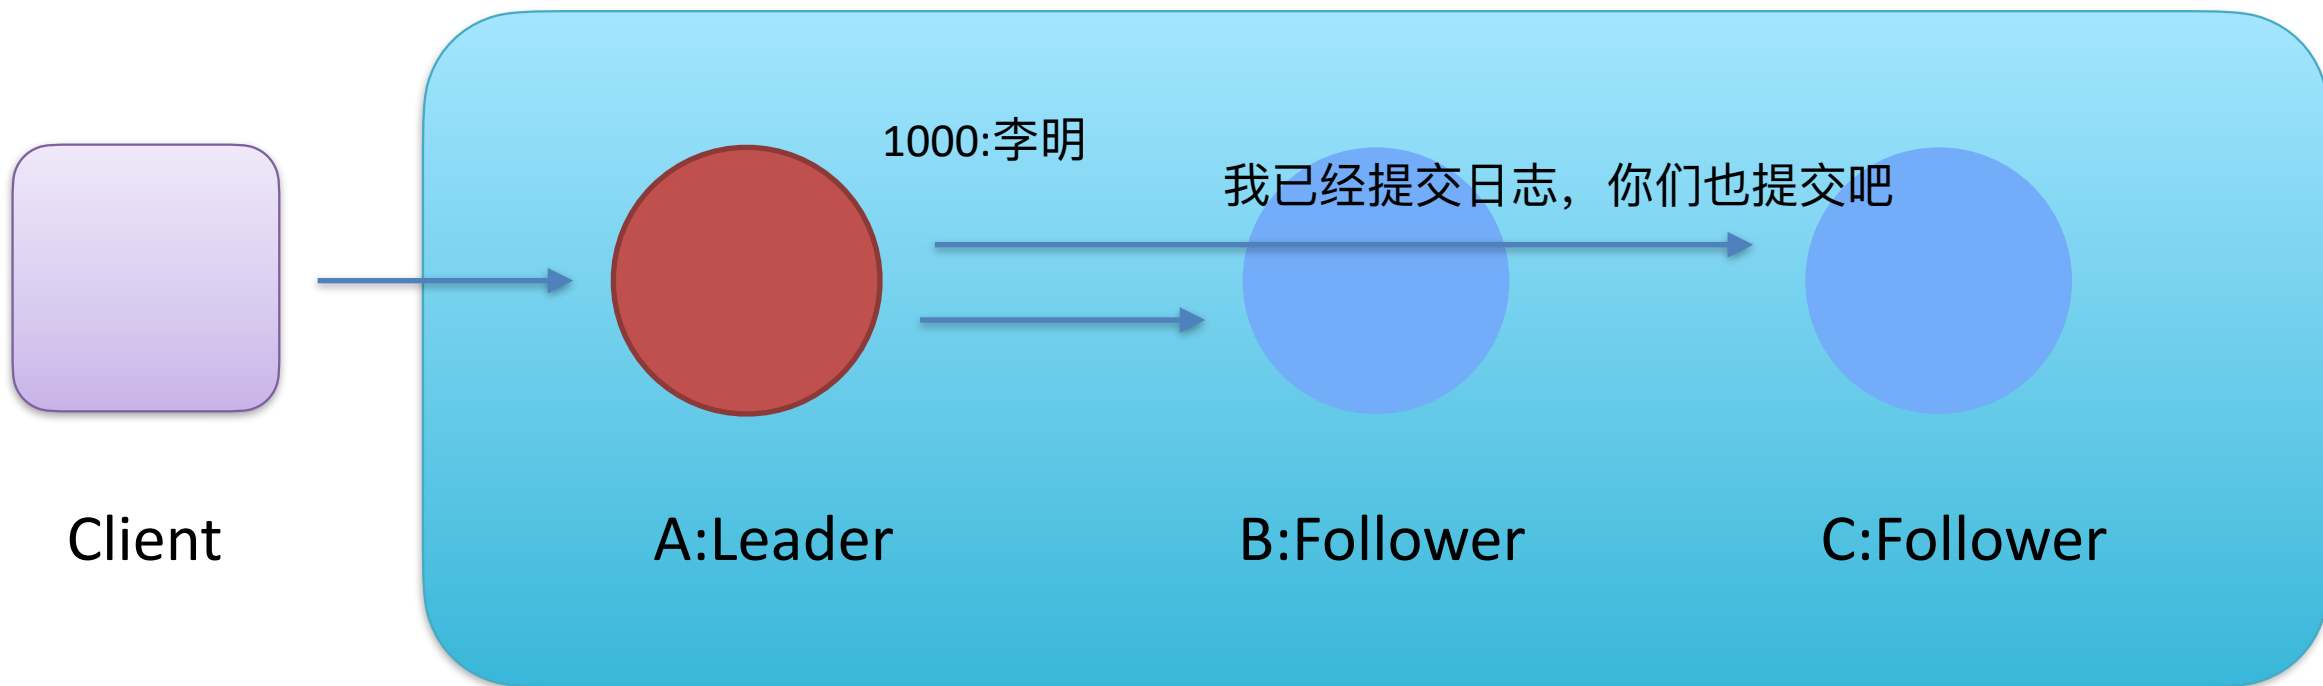 1000:李明
我已经提交日志，你们也提交吧
Client
A:Leader
B:Follower
C:Follower